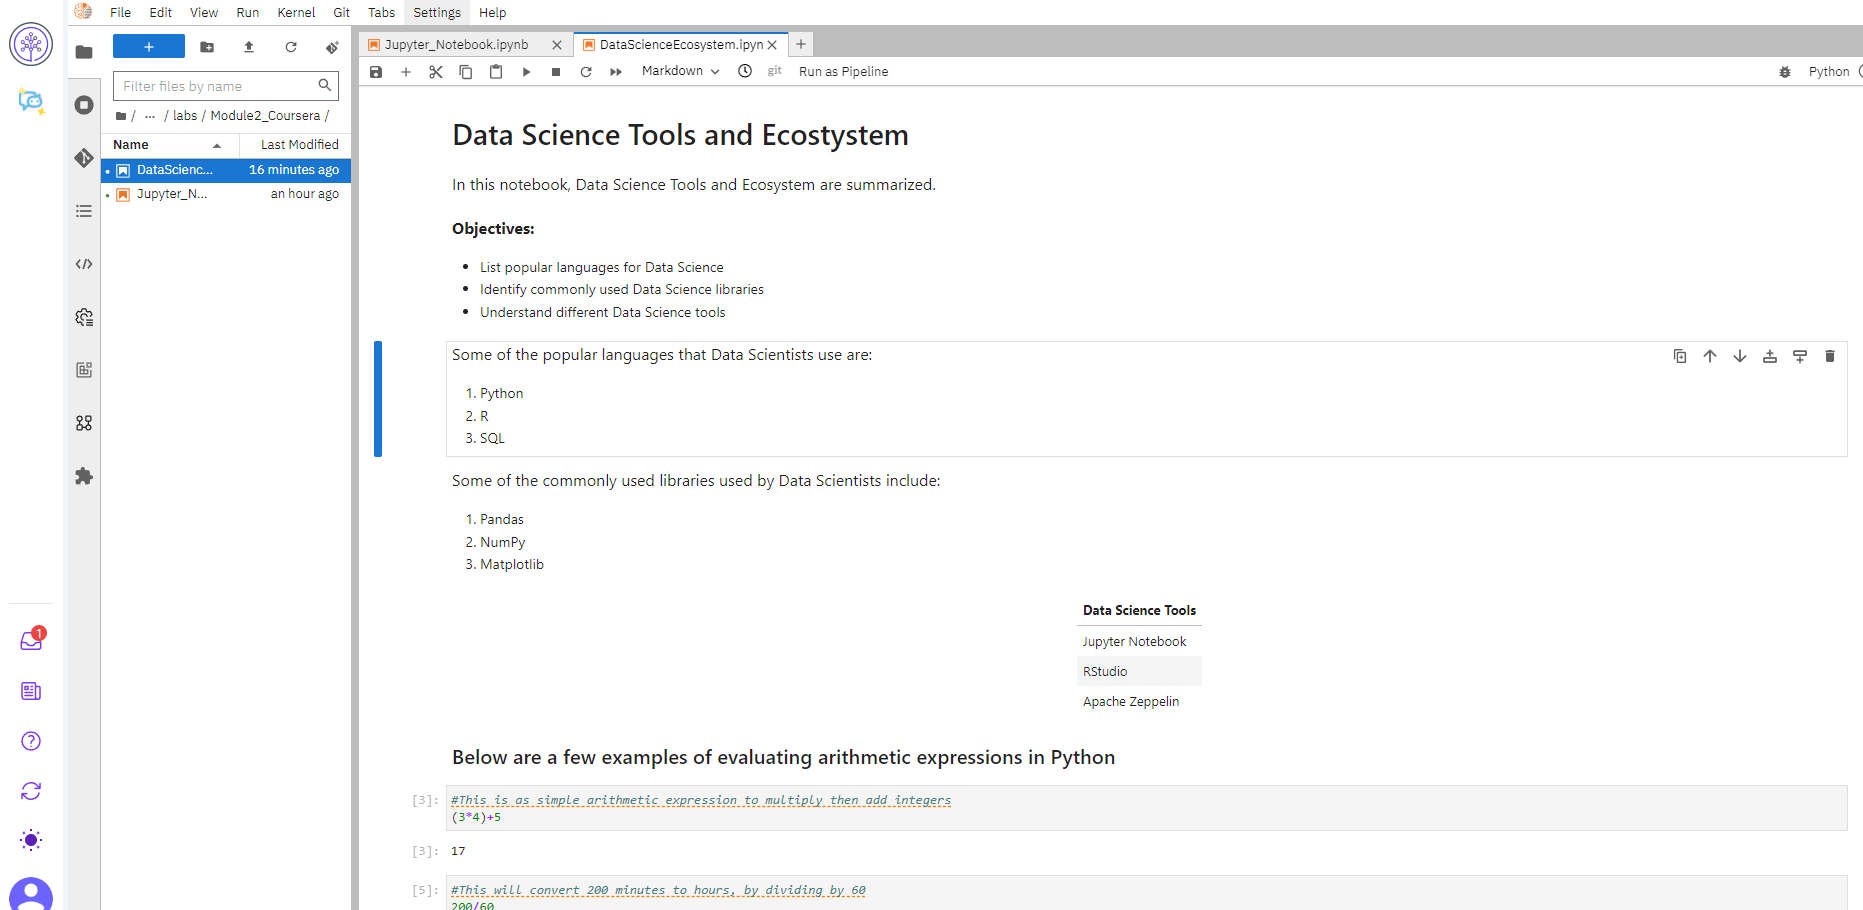 File Edit View Run Kernel Git Tabs Settings Help
Jupyter_Notebook.ipynb
DataScienceEcosystem.ipyn
Markdown
git
Run as Pipeline
Python
Filter files by name
/ ... / labs / Module2_Coursera /
Name Last Modified
DataScienc... 16 minutes ago
Jupyter_N... an hour ago
1
Data Science Tools and Ecostystem
In this notebook, Data Science Tools and Ecosystem are summarized.
Objectives:
• List popular languages for Data Science
• Identify commonly used Data Science libraries
• Understand different Data Science tools
Some of the popular languages that Data Scientists use are:
1. Python
2. R
3. SQL
Some of the commonly used libraries used by Data Scientists include:
1. Pandas
2. NumPy
3. Matplotlib
Data Science Tools
Jupyter Notebook
RStudio
Apache Zeppelin
Below are a few examples of evaluating arithmetic expressions in Python
[3]: #This is as simple arithmetic expression to multiply then add integers
(3*4)+5
[3]: 17
[5]: #This will convert 200 minutes to hours, by dividing by 60
200/60